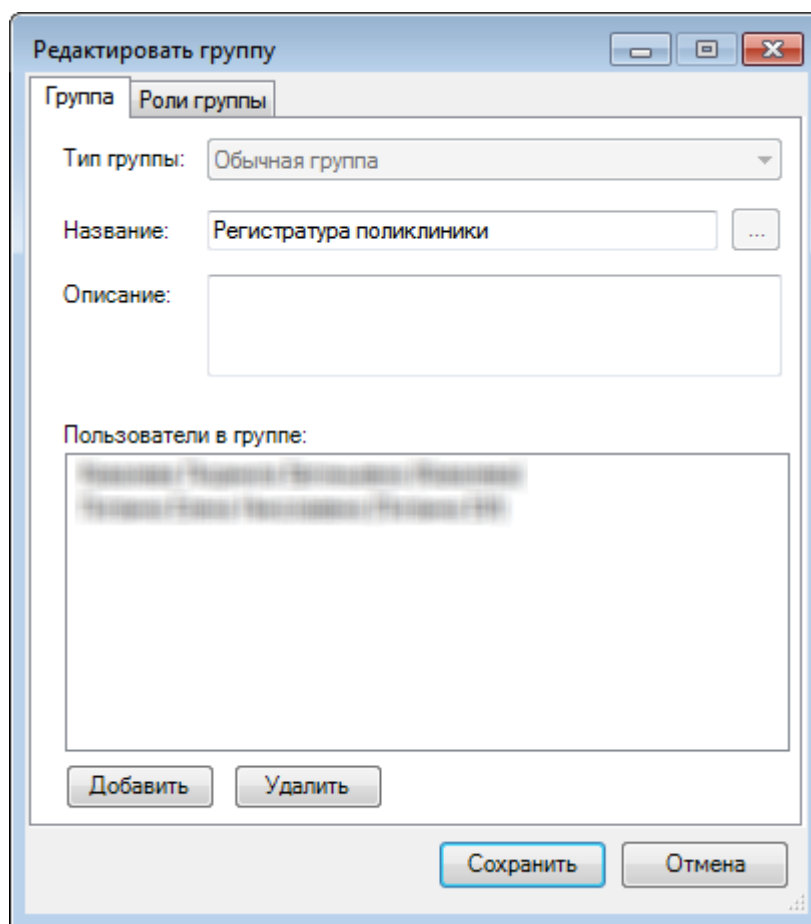 Редактировать группу
Группа Роли группы
Тип группы: Обычная группа
Название: Регистратура поликлиники ...
Описание:
Пользователи в группе:
Добавить Удалить
Сохранить Отмена